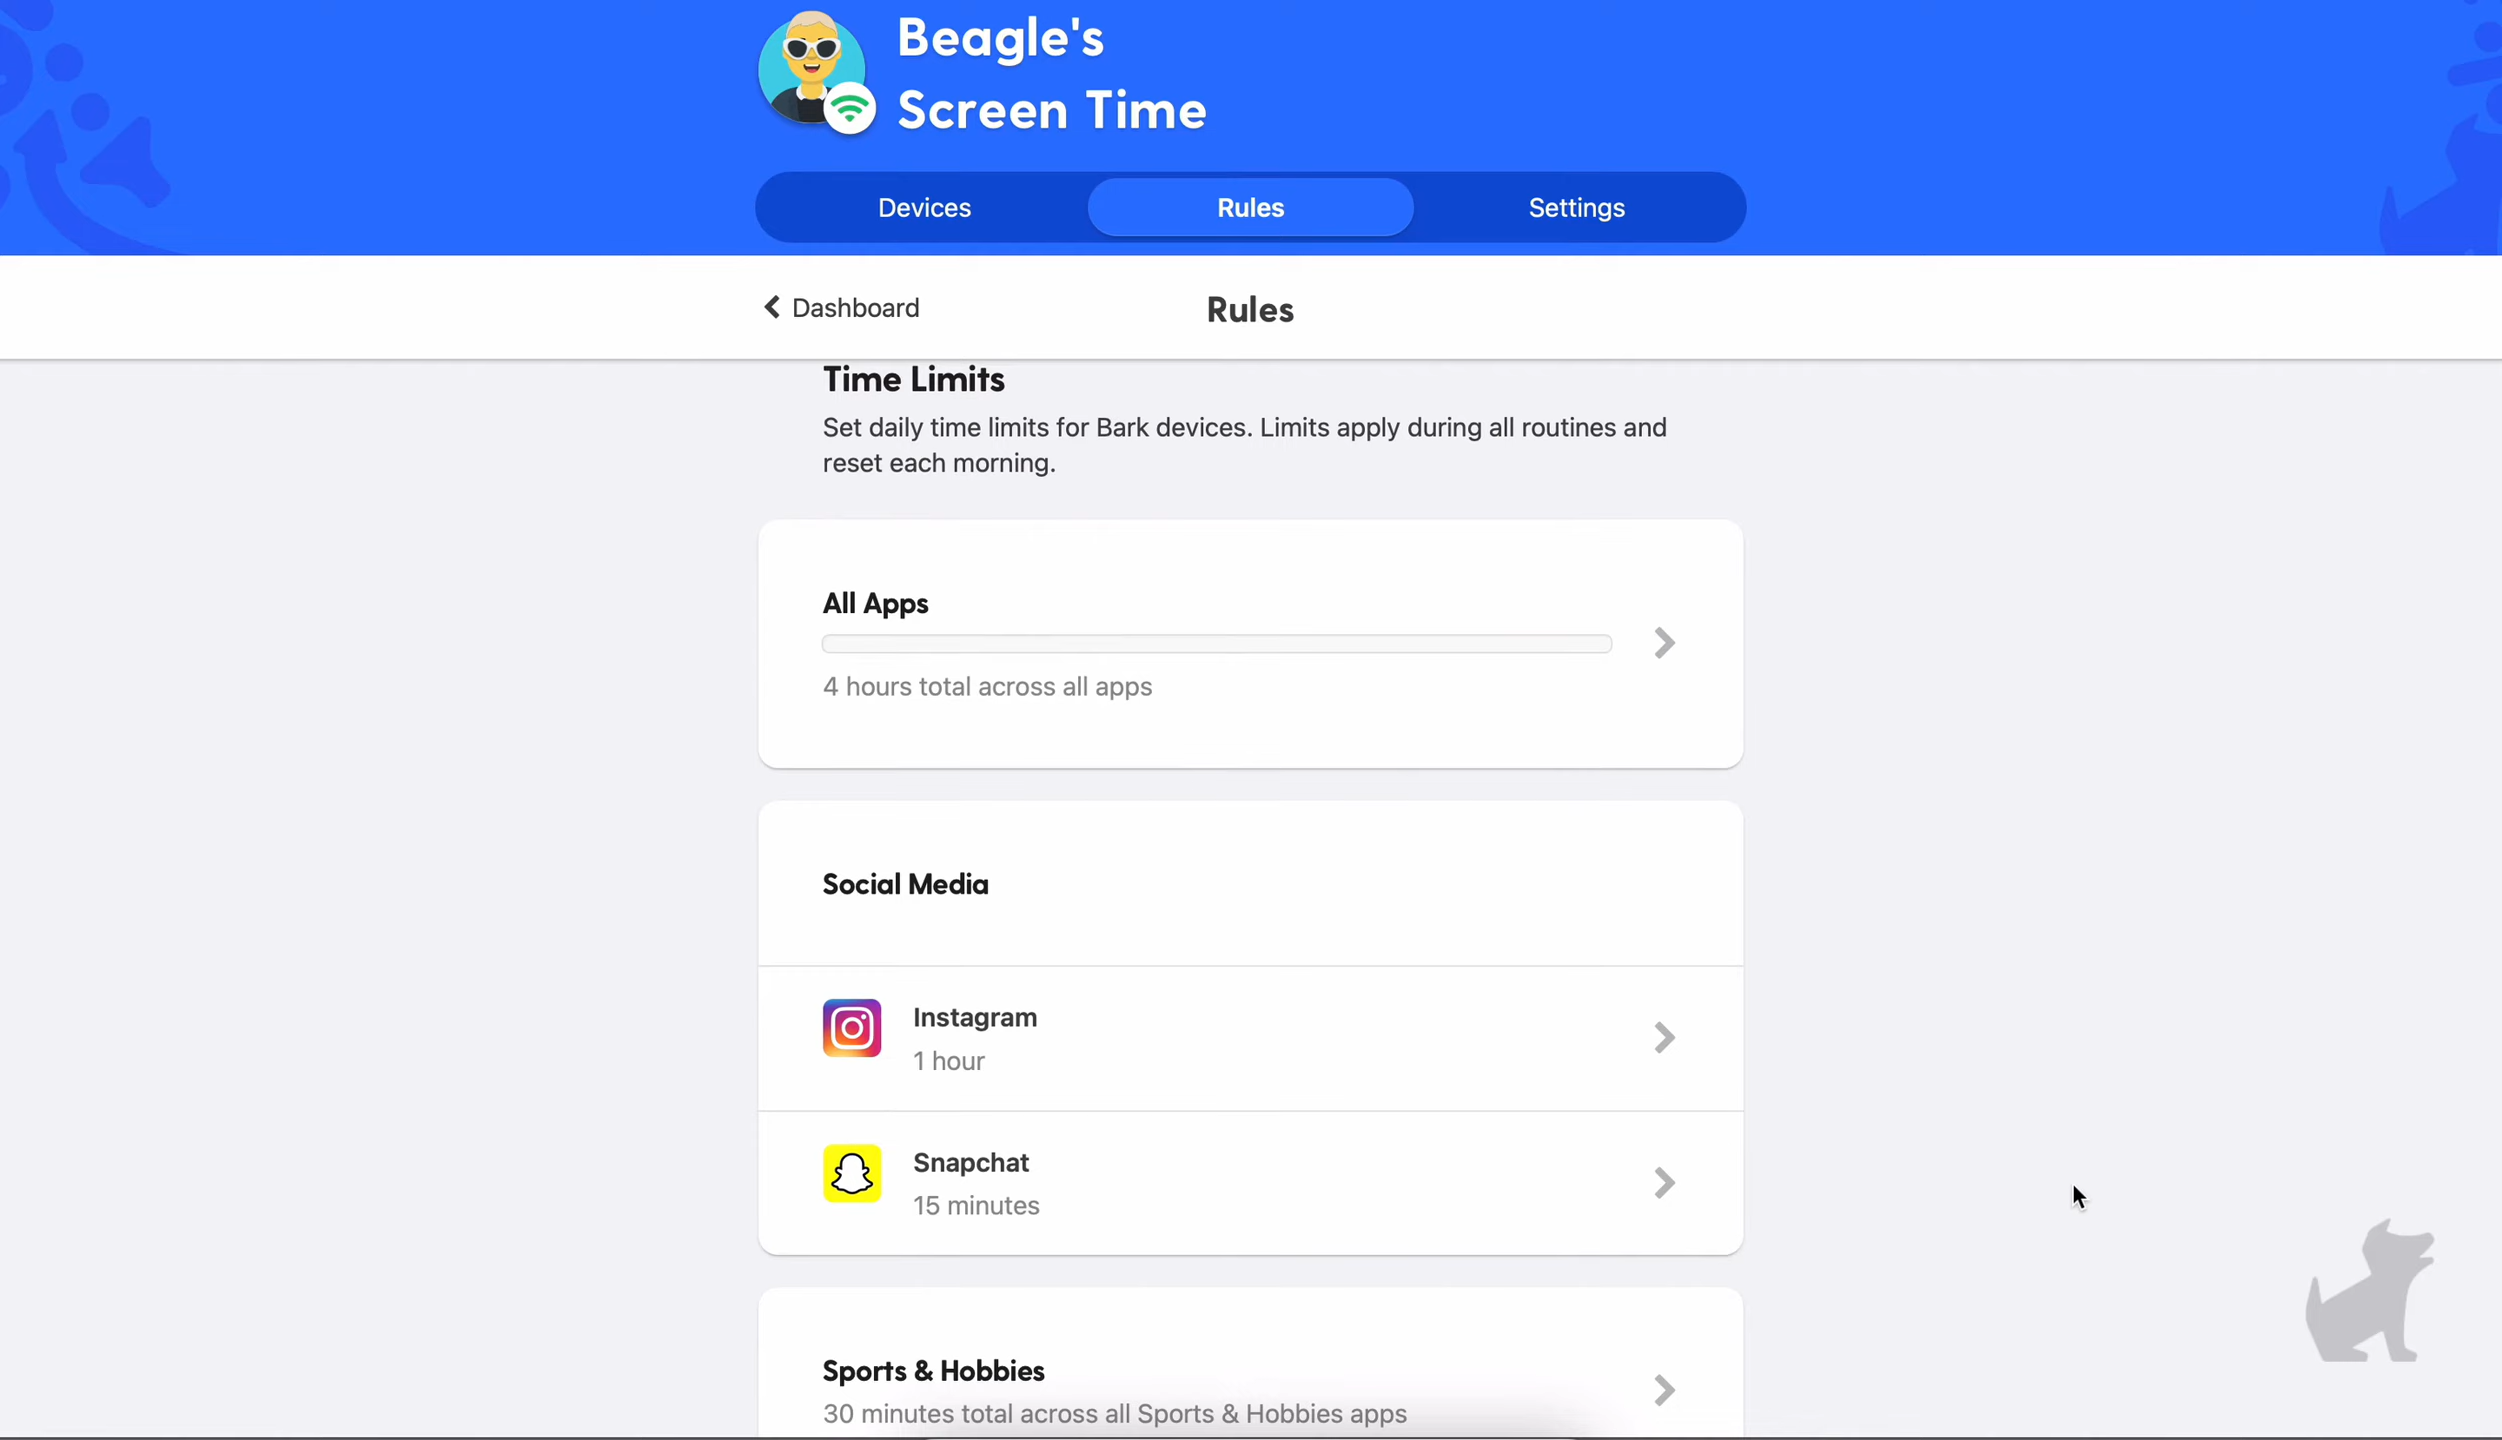 Beagle's
Screen Time
Devices
Rules
Settings
Dashboard
Rules
Time Limits
Set daily time limits for Bark devices. Limits apply during all routines and
reset each morning.
All Apps
4 hours total across all apps
Social Media
Instagram
1 hour
Snapchat
15 minutes
Sports & Hobbies
30 minutes total across all Sports & Hobbies apps